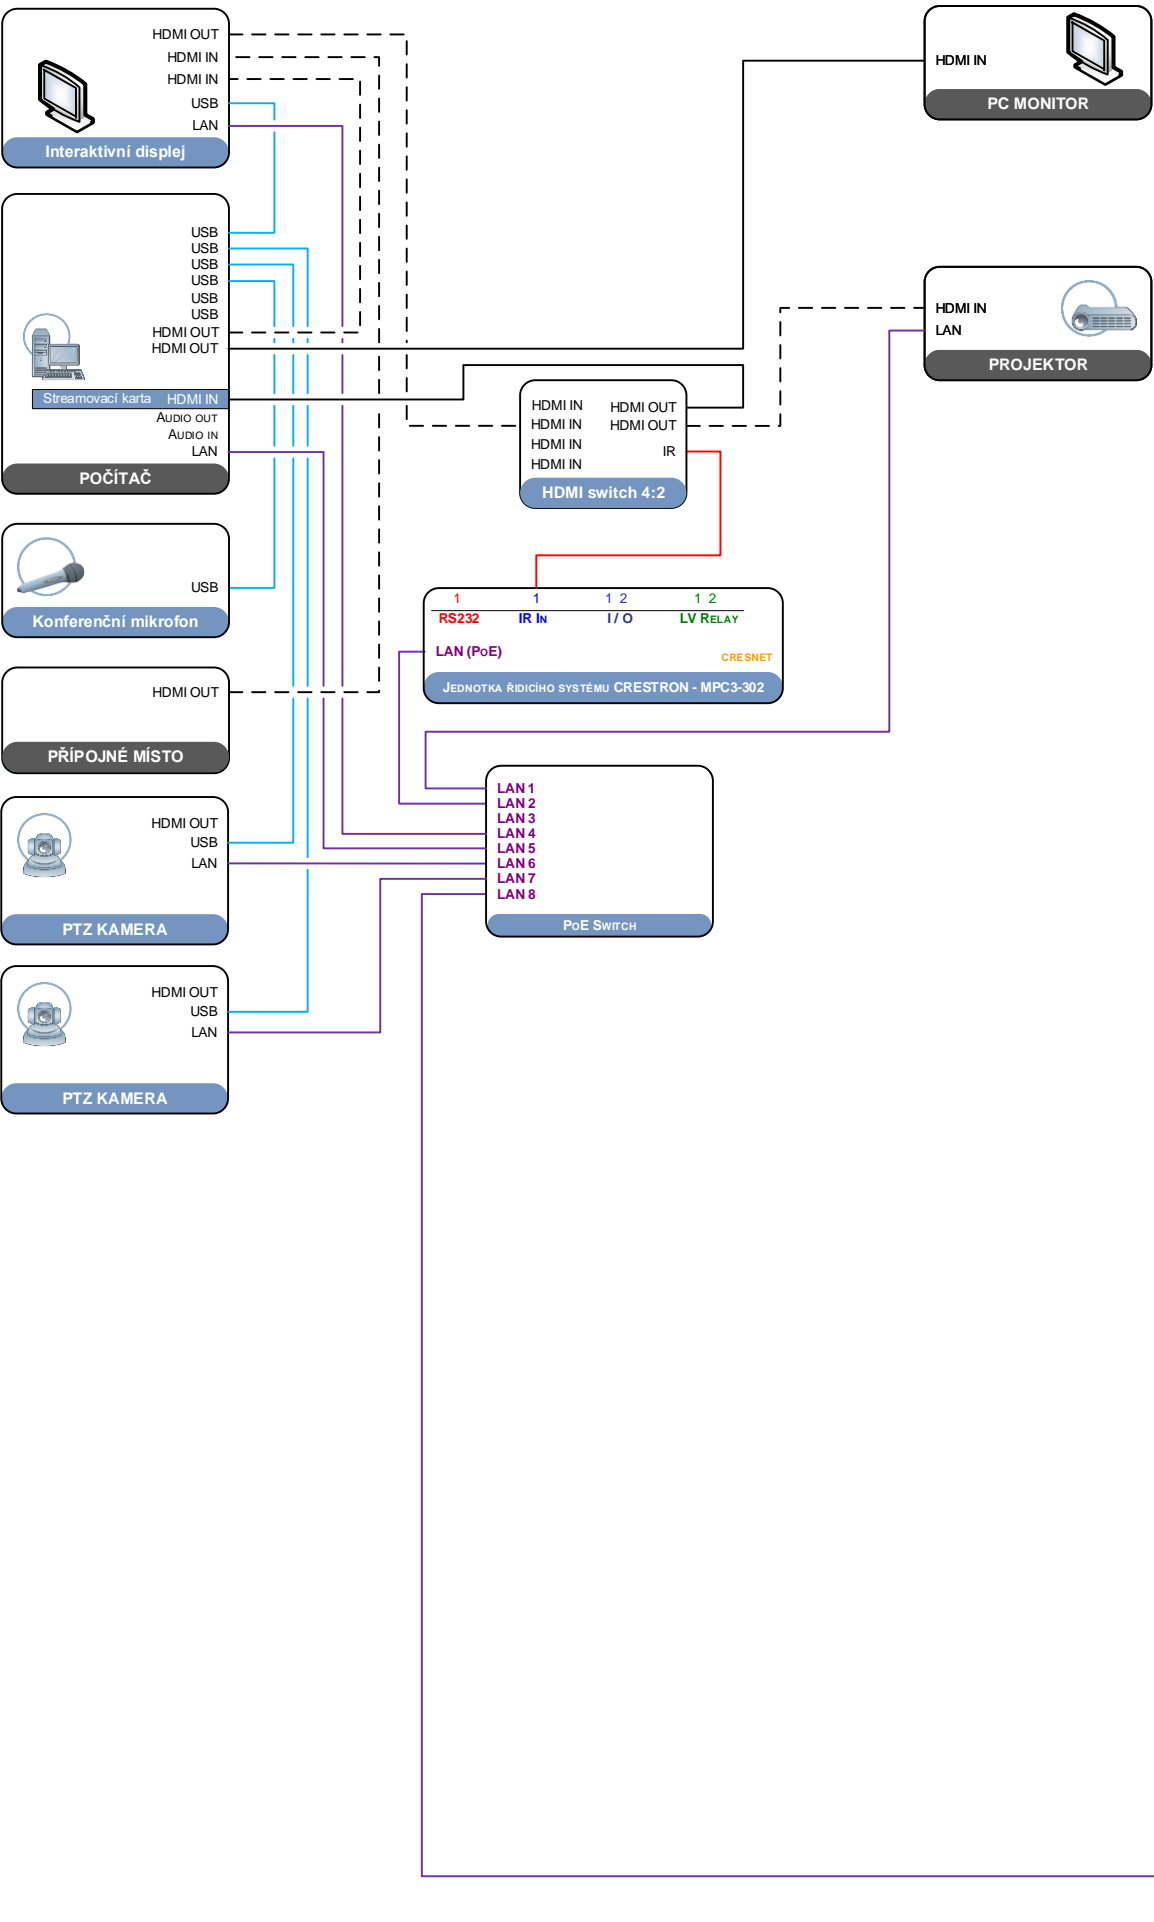 HDMI OUT
HDMI IN
HDMI IN
USB
LAN
Interaktivní displej
HDMI IN
PC MONITOR
USB
USB
USB
USB
USB
USB
HDMI OUT
HDMI OUT
Streamovací karta HDMI IN
AUDIO OUT
AUDIO IN
LAN
POČÍTAČ
HDMI IN
LAN
PROJEKTOR
HDMI IN HDMI OUT
HDMI IN HDMI OUT
HDMI IN IR
HDMI IN
HDMI switch 4:2
USB
Konferenční mikrofon
1 1 1 2 1 2
RS232 IR IN I / O LV RELAY
LAN (POE)
CRESNET
JEDNOTKA ŘIDICÍHO SYSTÉMU CRESTRON - MPC3-302
HDMI OUT
PŘÍPOJNÉ MÍSTO
LAN 1
LAN 2
LAN 3
LAN 4
LAN 5
LAN 6
LAN 7
LAN 8
POE SWITCH
HDMI OUT
USB
LAN
PTZ KAMERA
HDMI OUT
USB
LAN
PTZ KAMERA